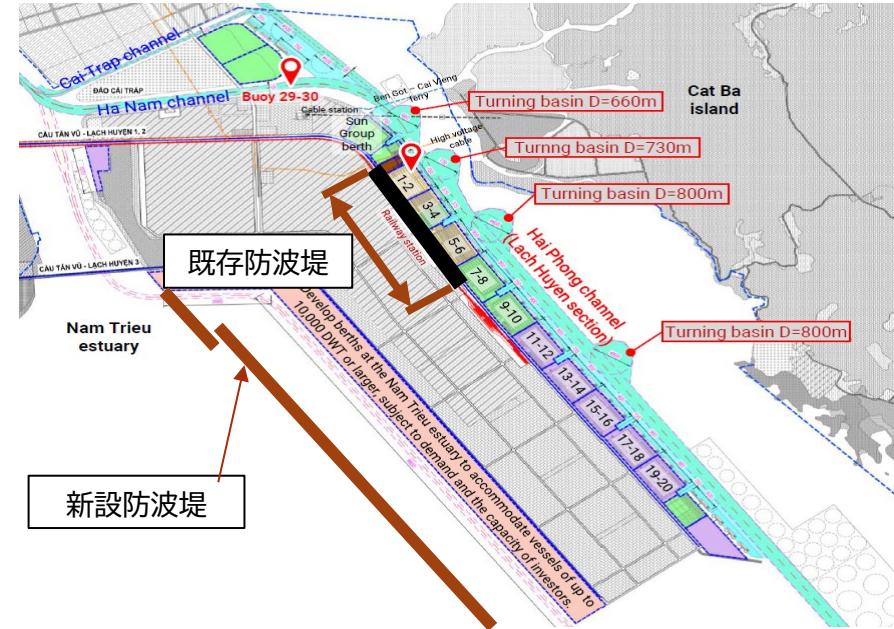 Cai Trap channel
ĐẢO CÁI TRÁP
Ha Nam channel
Buoy 29-30
Ben Got – Cai Vieng
ferry
Cable station
Sun
Group
berth
High voltage
cable
Cat Ba
island
Turning basin D=660m
Turnng basin D=730m
Turning basin D=800m
Turning basin D=800m
CẦU TÂN VŨ - LẠCH HUYỆN 1, 2
CẦU TÂN VŨ - LẠCH HUYỆN 3
Hai Phong channel
(Lach Huyen section)
Railway station
1-2
3-4
5-6
7-8
9-10
11-12
13-14
15-16
17-18
19-20
既存防波堤
Nam Trieu
estuary
新設防波堤
Develop berths at the Nam Trieu estuary to accommodate vessels of up to
10,000 DWT or larger, subject to demand and the capacity of investors.